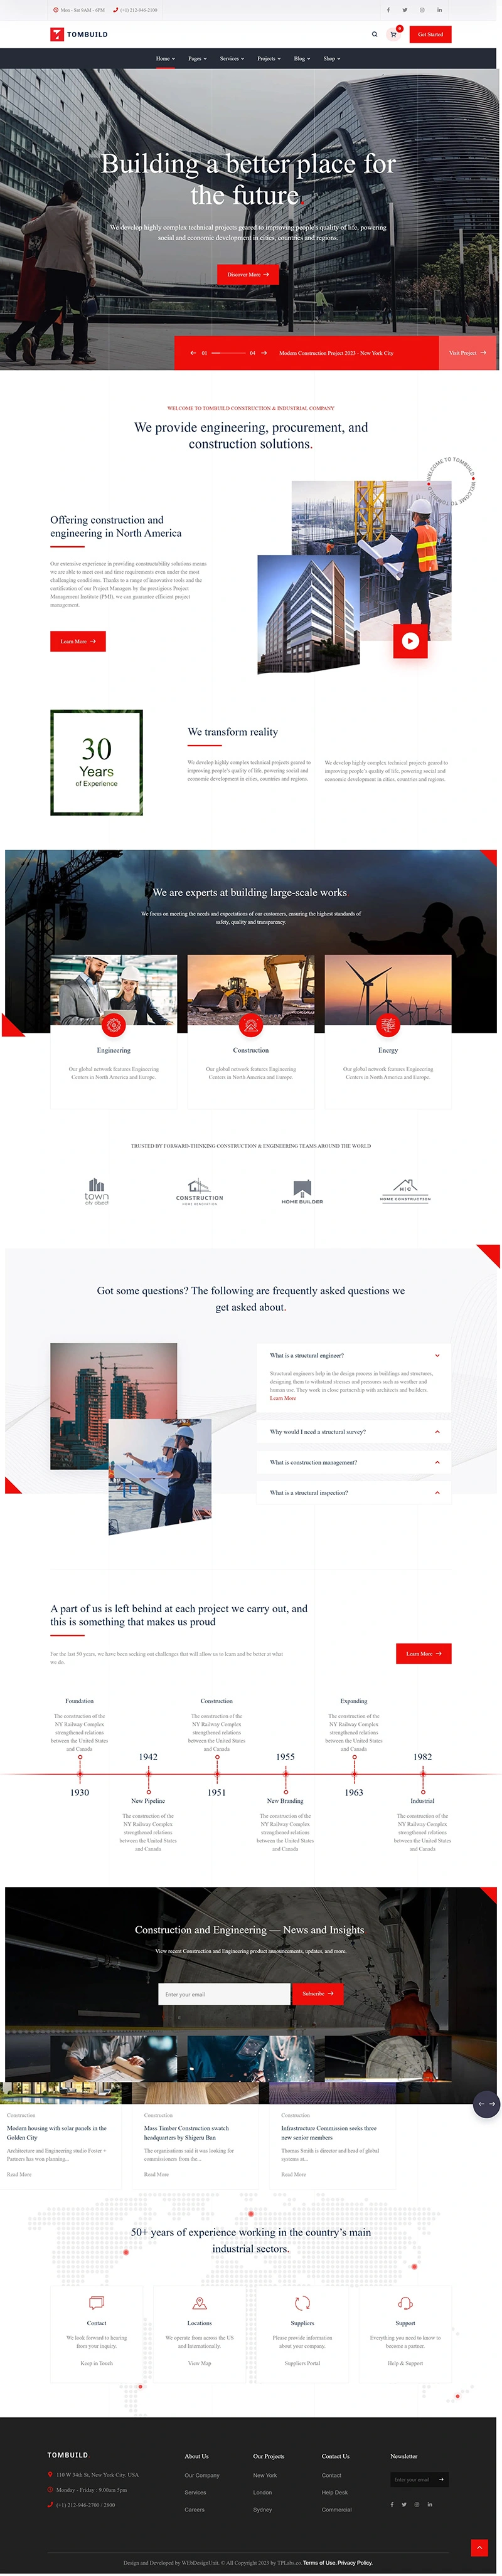 Mon - Sat 9AM - 6PM (+1) 212-946-2700
TOMBUILD
0
Get Started
Home Pages Services Projects Blog Shop
Building a better place for
the future.
We develop highly complex technical projects geared to improving people's quality of life, powering
social and economic development in cities, countries and regions.
Discover More
01 04 Modern Construction Project 2023 - New York City
Visit Project
WELCOME TO TOMBUILD CONSTRUCTION & INDUSTRIAL COMPANY
We provide engineering, procurement, and
construction solutions.
WELCOME TO TOMBUILD WELCOME TO TOMBUILD
Offering construction and
engineering in North America
Our extensive experience in providing constructability solutions means
we are able to meet cost and time requirements even under the most
challenging conditions. Thanks to a range of innovative tools and the
certification of our Project Managers by the prestigious Project
Management Institute (PMI), we can guarantee efficient project
management.
Learn More
30
Years
of Experience
We transform reality
We develop highly complex technical projects geared to
improving people's quality of life, powering social and
economic development in cities, countries and regions.
We develop highly complex technical projects geared to
improving people's quality of life, powering social and
economic development in cities, countries and regions.
We are experts at building large-scale works
We focus on meeting the needs and expectations of our customers, ensuring the highest standards of
safety, quality and transparency.
Engineering
Our global network features Engineering
Centers in North America and Europe.
Construction
Our global network features Engineering
Centers in North America and Europe.
Energy
Our global network features Engineering
Centers in North America and Europe.
TRUSTED BY FORWARD-THINKING CONSTRUCTION & ENGINEERING TEAMS AROUND THE WORLD
town
city object
CONSTRUCTION
HOME RENOVATION
HOME BUILDER
H G
HOME CONSTRUCTION
Got some questions? The following are frequently asked questions we
get asked about.
What is a structural engineer?
Structural engineers help in the design process in buildings and structures,
designing them to withstand stresses and pressures such as weather and
human use. They work in close partnership with architects and builders.
Learn More
Why would I need a structural survey?
What is construction management?
What is a structural inspection?
A part of us is left behind at each project we carry out, and
this is something that makes us proud
For the last 50 years, we have been seeking out challenges that will allow us to learn and be better at what
we do.
Learn More
Foundation
The construction of the
NY Railway Complex
strengthened relations
between the United States
and Canada
1930
1942
New Pipeline
The construction of the
NY Railway Complex
strengthened relations
between the United States
and Canada
Construction
The construction of the
NY Railway Complex
strengthened relations
between the United States
and Canada
1951
1955
New Branding
The construction of the
NY Railway Complex
strengthened relations
between the United States
and Canada
Expanding
The construction of the
NY Railway Complex
strengthened relations
between the United States
and Canada
1963
1982
Industrial
The construction of the
NY Railway Complex
strengthened relations
between the United States
and Canada
Construction and Engineering — News and Insights
View recent Construction and Engineering product announcements, updates, and more.
Enter your email
Subscribe
Construction
Modern housing with solar panels in the
Golden City
Architecture and Engineering studio Foster +
Partners has won planning...
Read More
Construction
Mass Timber Construction swatch
headquarters by Shigeru Ban
The organisations said it was looking for
commissioners from the...
Read More
Construction
Infrastructure Commission seeks three
new senior members
Thomas Smith is director and head of global
systems at...
Read More
50+ years of experience working in the country's main
industrial sectors.
Contact
We look forward to hearing
from your inquiry.
Keep in Touch
Locations
We operate from across the US
and Internationally.
View Map
Suppliers
Please provide information
about your company.
Suppliers Portal
Support
Everything you need to know to
become a partner.
Help & Support
TOMBUILD
110 W 34th St. New York City. USA
Monday - Friday : 9.00am 5pm
(+1) 212-946-2700 / 2800
About Us
Our Company
Services
Careers
Our Projects
New York
London
Sydney
Contact Us
Contact
Help Desk
Commercial
Newsletter
Enter your email
Design and Developed by WEbDesignUnit. © All Copyright 2023 by TPLabs.co. Terms of Use. Privacy Policy.